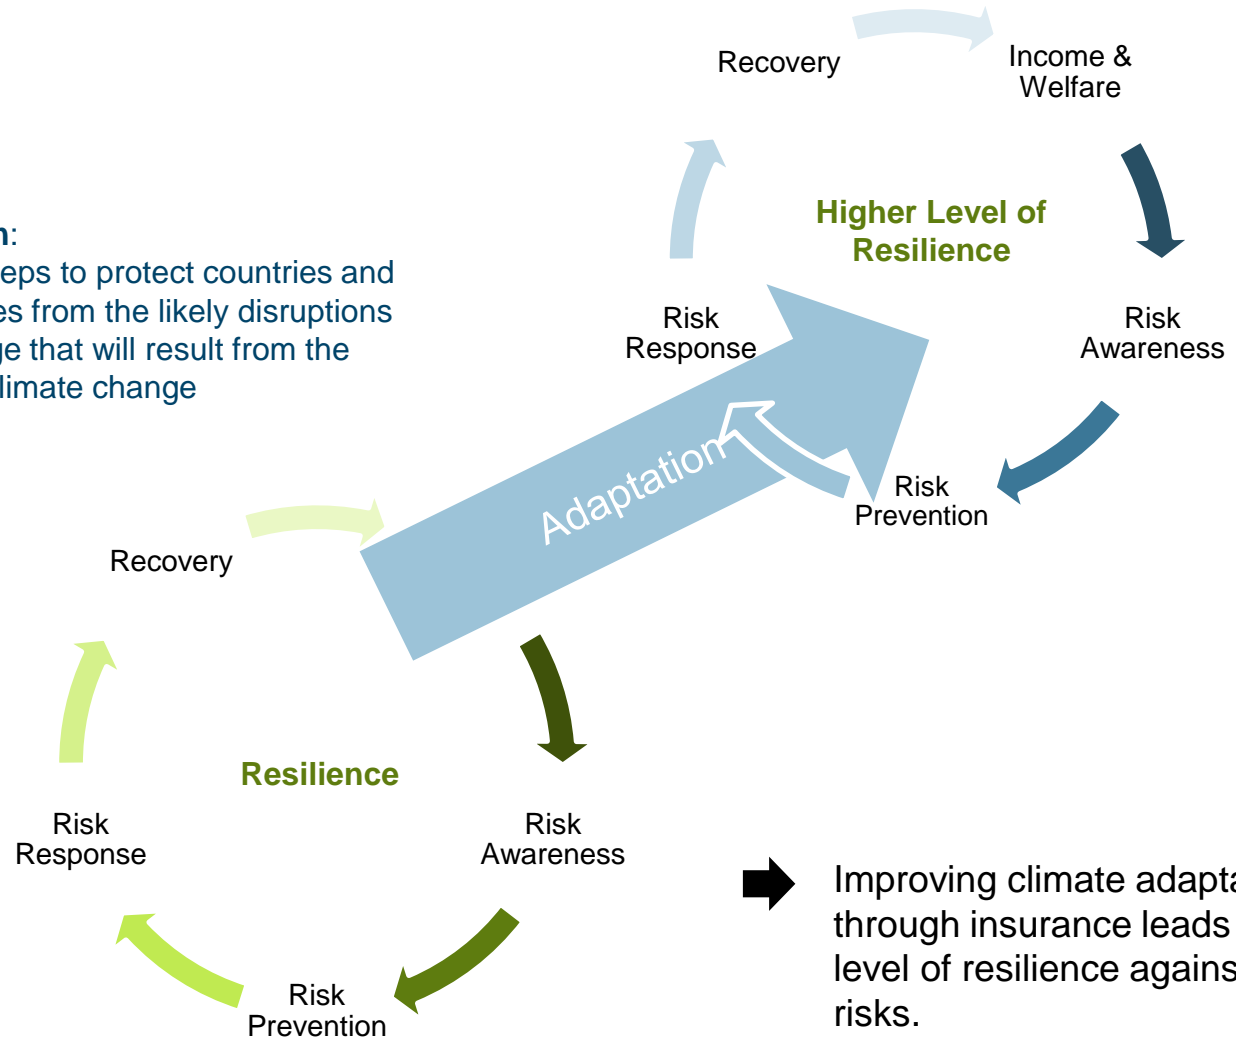 Recovery
Income &
Welfare
Higher Level of
Resilience
n:
eps to protect countries and
es from the likely disruptions
ge that will result from the
limate change
Risk
Response
Risk
Awareness
Adaptation
Risk
Prevention
Recovery
Resilience
Risk
Response
Risk
Awareness
Risk
Prevention
Improving climate adapta
through insurance leads
level of resilience agains
risks.